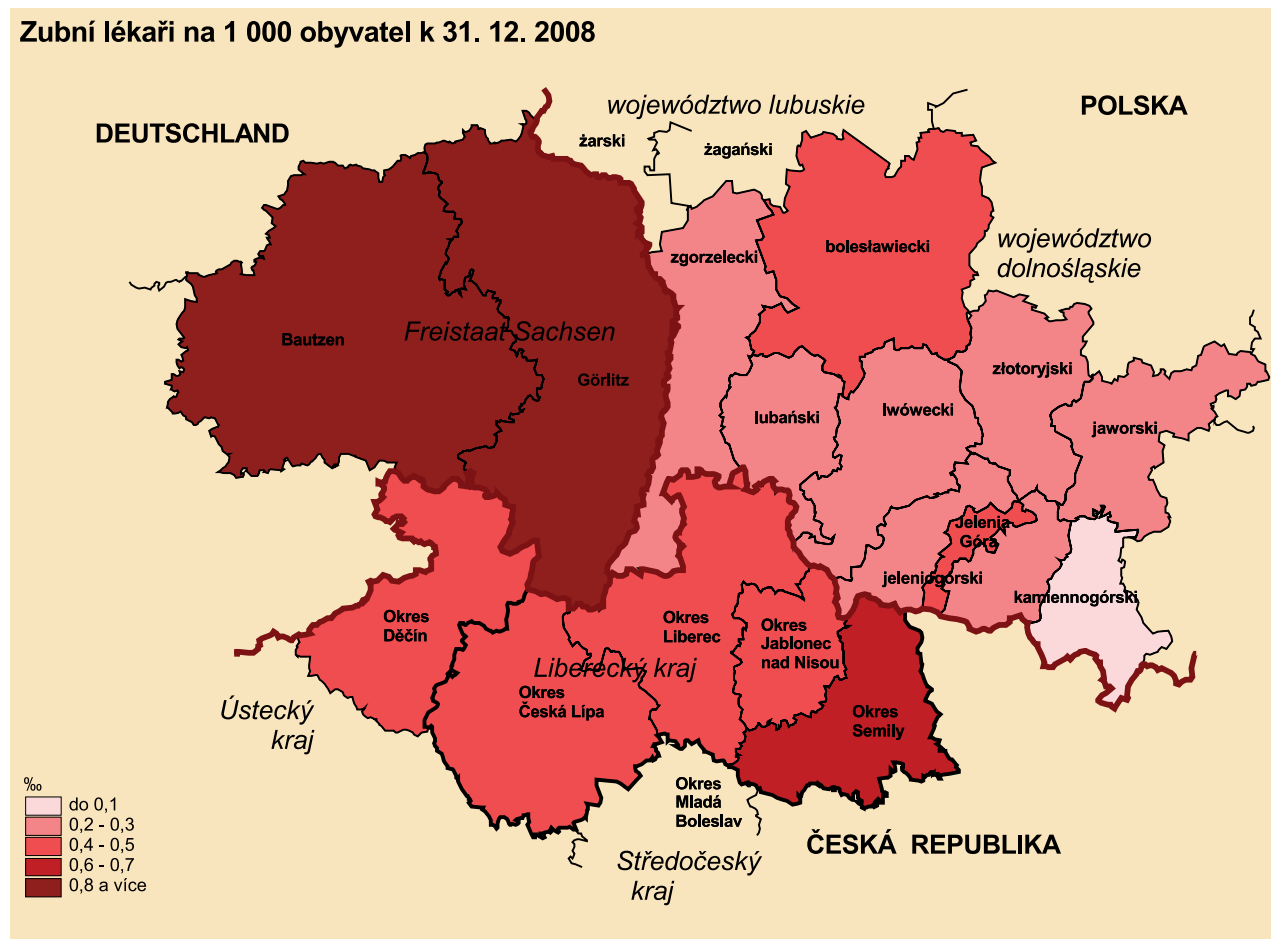 Zubní lékaři na 1 000 obyvatel k 31. 12. 2008
województwo lubuskie
POLSKA
DEUTSCHLAND
żarski
żagański
województwo
dolnośląskie
bolesławiecki
zgorzelecki
Freistaat Sachsen
Bautzen
Görlitz
złotoryjski
lubański
lwówecki
jaworski
Jelenia
Góra
jeleniogórski
kamiennogórski
Okres
Děčín
Okres
Liberec
Okres
Jablonec
nad Nisou
Liberecký kraj
Okres
Česká Lípa
Okres
Semily
Ústecký
kraj
Okres
Mladá
Boleslav
ČESKÁ REPUBLIKA
Středočeský
kraj
‰
do 0,1
0,2 - 0,3
0,4 - 0,5
0,6 - 0,7
0,8 a více